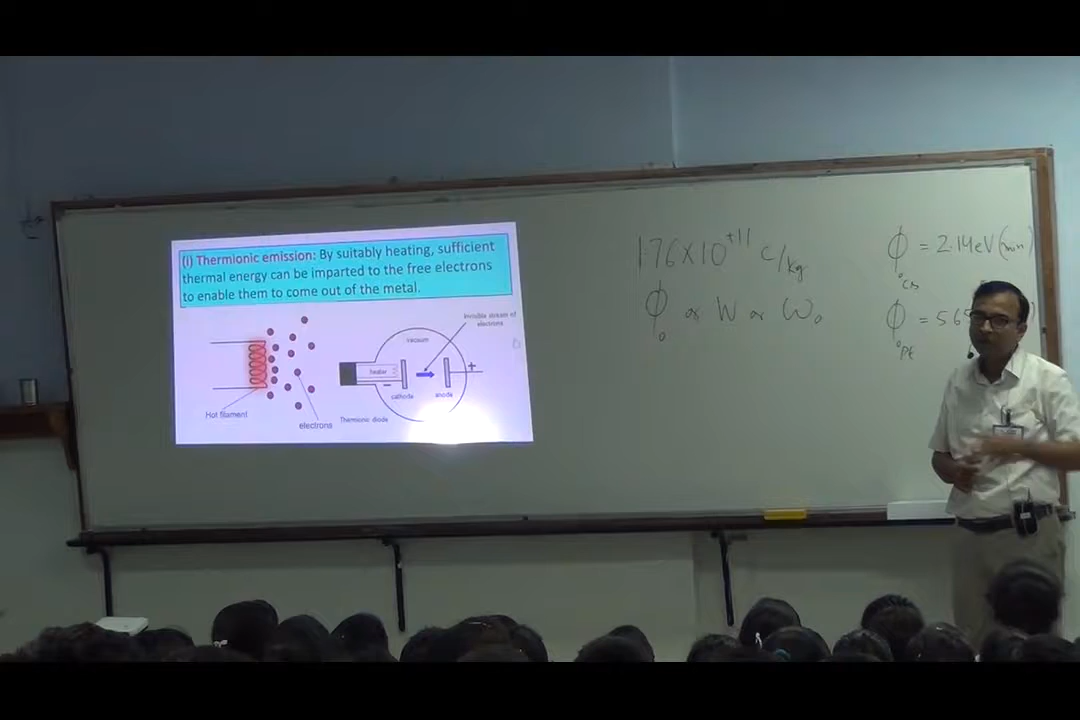 (i) Thermionic emission: By suitably heating, sufficient
thermal energy can be imparted to the free electrons
to enable them to come out of the metal.
Invisible stream of
electrons
vacuum
heater
+
−
cathode
anode
Hot filament
electrons
Thermionic diode
1.76×10^+11 C/kg
ϕ₀ ∝ W ∝ W₀
ϕ₀Cs = 2.14eV(min)
ϕ₀Pt = 5.65